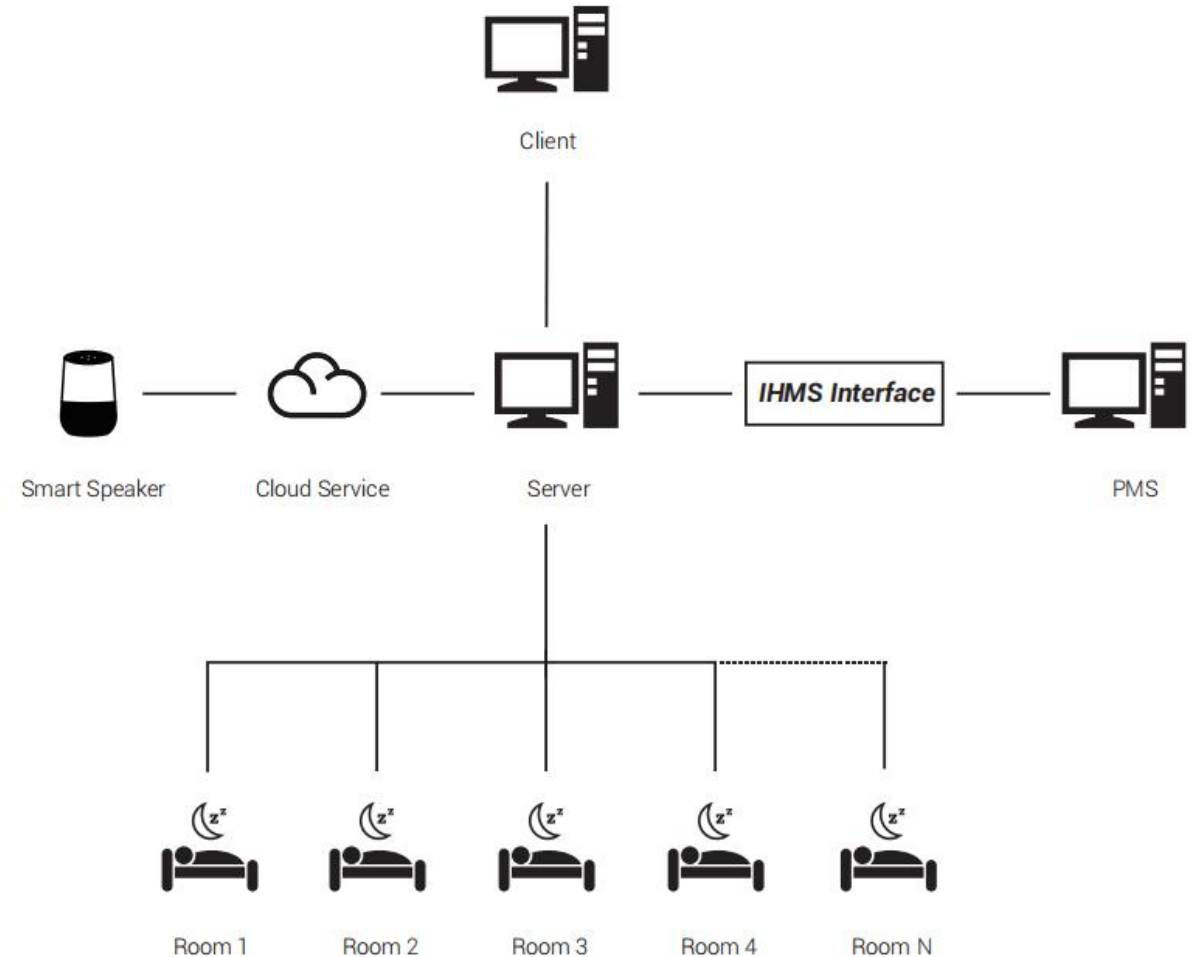 Client
IHMS Interface
Smart Speaker
Cloud Service
Server
PMS
z z
z z
z z
z z
z z
Room 1
Room 2
Room 3
Room 4
Room N